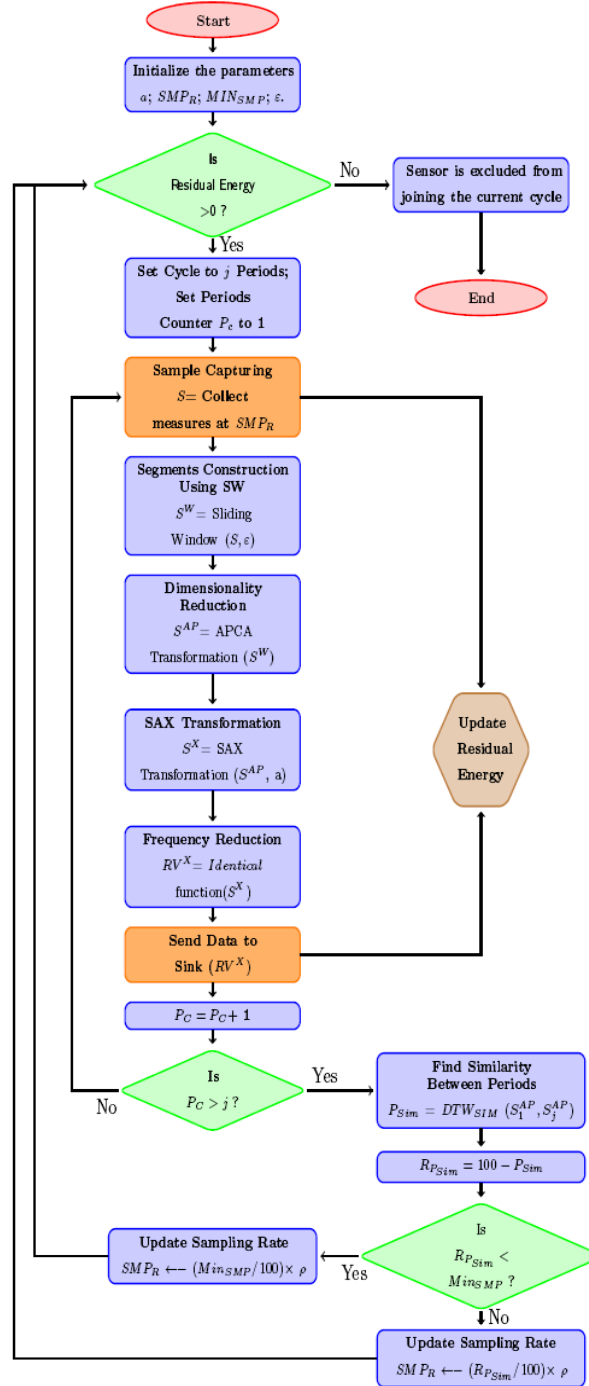 Start
Initialize the parameters
a; SMP_R; MIN_SMP; ε.
Is
Residual Energy
>0 ?
No
Sensor is excluded from
joining the current cycle
End
Yes
Set Cycle to j Periods;
Set Periods
Counter P_c to 1
Sample Capturing
S= Collect
measures at SMP_R
Segments Construction
Using SW
S^W= Sliding
Window (S,ε)
Dimensionality
Reduction
S^AP= APCA
Transformation (S^W)
SAX Transformation
S^X= SAX
Transformation (S^AP, a)
Update
Residual
Energy
Frequency Reduction
RV^X= Identical
function(S^X)
Send Data to
Sink (RV^X)
P_C = P_C+ 1
Is
P_C > j ?
No
Yes
Find Similarity
Between Periods
P_Sim = DTW_SIM (S_1^AP, S_j^AP)
R_P_Sim = 100 − P_Sim
Is
R_P_Sim <
Min_SMP ?
Yes
Update Sampling Rate
SMP_R ←− (Min_SMP/100)× ρ
No
Update Sampling Rate
SMP_R ←− (R_P_Sim/100)× ρ